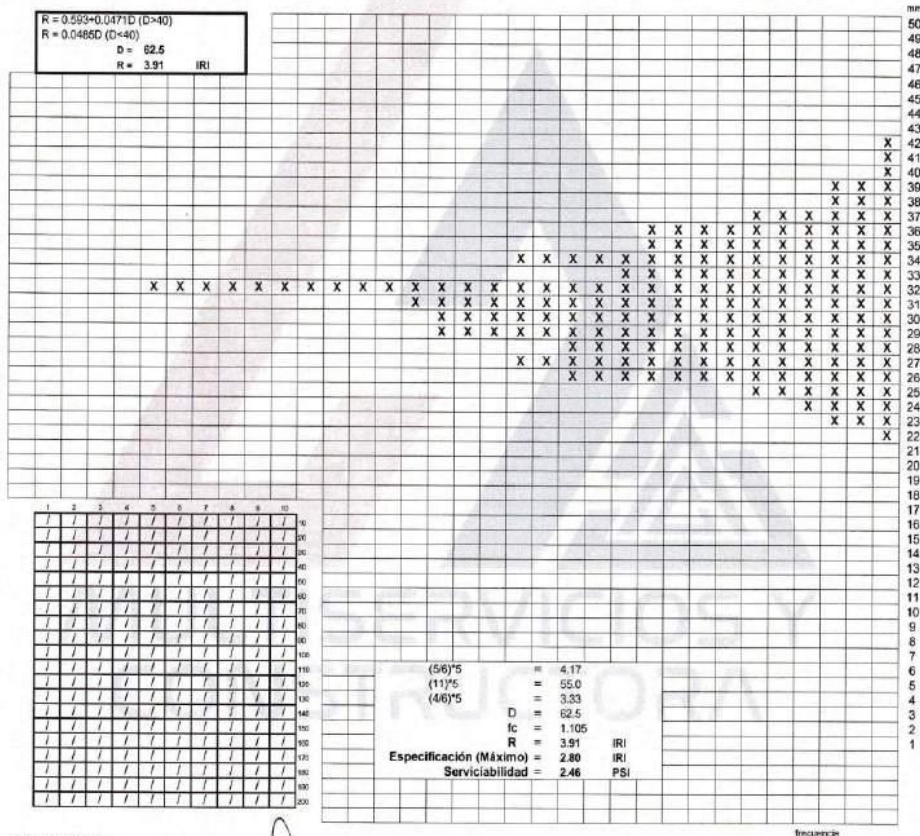 R = 0.593+0.0471D (D>40)
R = 0.0485D (D<40)
D = 62.5
R = 3.91 IRI
mm
50
49
48
47
46
45
44
43
X 42
X 41
X 40
X X X 39
X X X 38
X X X X X X 37
X X X X X X X X X X 36
X X X X X X X X X X 35
X X X X X X X X X X X X X X X 34
X X X X X X X X X X X 33
X X X X X X X X X X X X X X X X X X X X X X X X X X X X X 32
X X X X X X X X X X X X X X X X X X X 31
X X X X X X X X X X X X X X X X X X 30
X X X X X X X X X X X X X X X X X X 29
X X X X X X X X X X X X X 28
X X X X X X X X X X X X X X X 27
X X X X X X X X X X X X X 26
X X X X X X 25
X X X X 24
X X X 23
X 22
21
20
19
18
17
16
15
14
13
12
11
10
9
8
7
6
5
4
3
2
1
1 2 3 4 5 6 7 8 9 10
/ / / / / / / / / / 10
/ / / / / / / / / / 20
/ / / / / / / / / / 30
/ / / / / / / / / / 40
/ / / / / / / / / / 50
/ / / / / / / / / / 60
/ / / / / / / / / / 70
/ / / / / / / / / / 80
/ / / / / / / / / / 90
/ / / / / / / / / / 100
/ / / / / / / / / / 110
/ / / / / / / / / / 120
/ / / / / / / / / / 130
/ / / / / / / / / / 140
/ / / / / / / / / / 150
/ / / / / / / / / / 160
/ / / / / / / / / / 170
/ / / / / / / / / / 180
/ / / / / / / / / / 190
/ / / / / / / / / / 200
SERVICIOS Y
CONSTRUCTORA
(5/6)*5 = 4.17
(11)*5 = 55.0
(4/6)*5 = 3.33
D = 62.5
fc = 1.105
R = 3.91 IRI
Especificación (Máximo) = 2.80 IRI
Serviciabilidad = 2.46 PSI
frecuencia